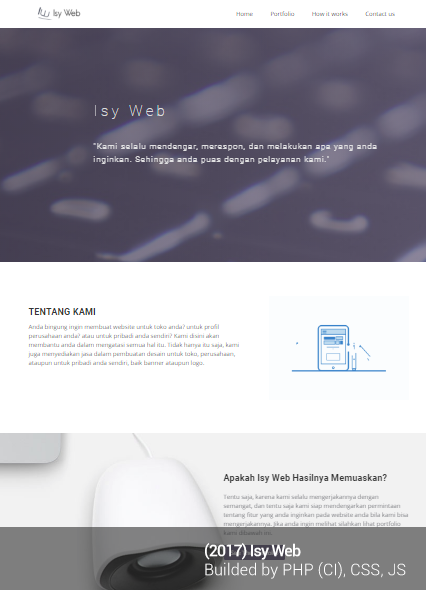 Isy Web
Home Portfolio How it works Contact us
Isy Web
"Kami selalu mendengar, merespon, dan melakukan apa yang anda
inginkan. Sehingga anda puas dengan pelayanan kami."
TENTANG KAMI
Anda bingung ingin membuat website untuk toko anda? untuk profil
perusahaan anda? atau untuk pribadi anda sendiri? Kami disini akan
membantu anda dalam mengatasi semua hal itu. Tidak hanya itu saja, kami
juga menyediakan jasa dalam pembuatan desain untuk toko, perusahaan,
ataupun untuk pribadi anda sendiri, baik banner ataupun logo.
Apakah Isy Web Hasilnya Memuaskan?
Tentu saja, karena kami selalu mengerjakannya dengan
semangat, dan tentu saja kami siap mendengarkan permintaan
tentang fitur yang anda inginkan pada website anda bila kami bisa
mengerjakannya. Jika anda ingin melihat silahkan lihat portfolio
kami dibawah ini.
(2017) Isy Web
Builded by PHP (CI), CSS, JS